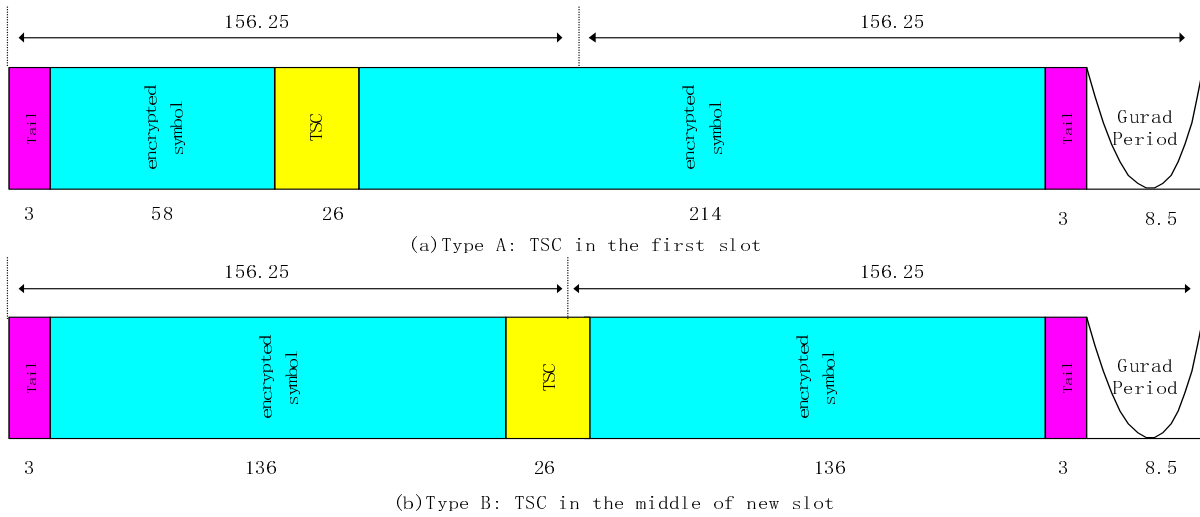 156.25 156.25
Tail
encrypted
symbol
TSC
encrypted
symbol
Tail
Gurad
Period
3 58 26 214 3 8.5
(a)Type A: TSC in the first slot
156.25 156.25
Tail
encrypted
symbol
TSC
encrypted
symbol
Tail
Gurad
Period
3 136 26 136 3 8.5
(b)Type B: TSC in the middle of new slot